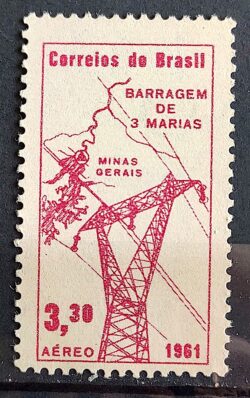 Correios do Brasil
BARRAGEM
DE
3 MARIAS
MINAS
GERAIS
3,30
AÉREO 1961